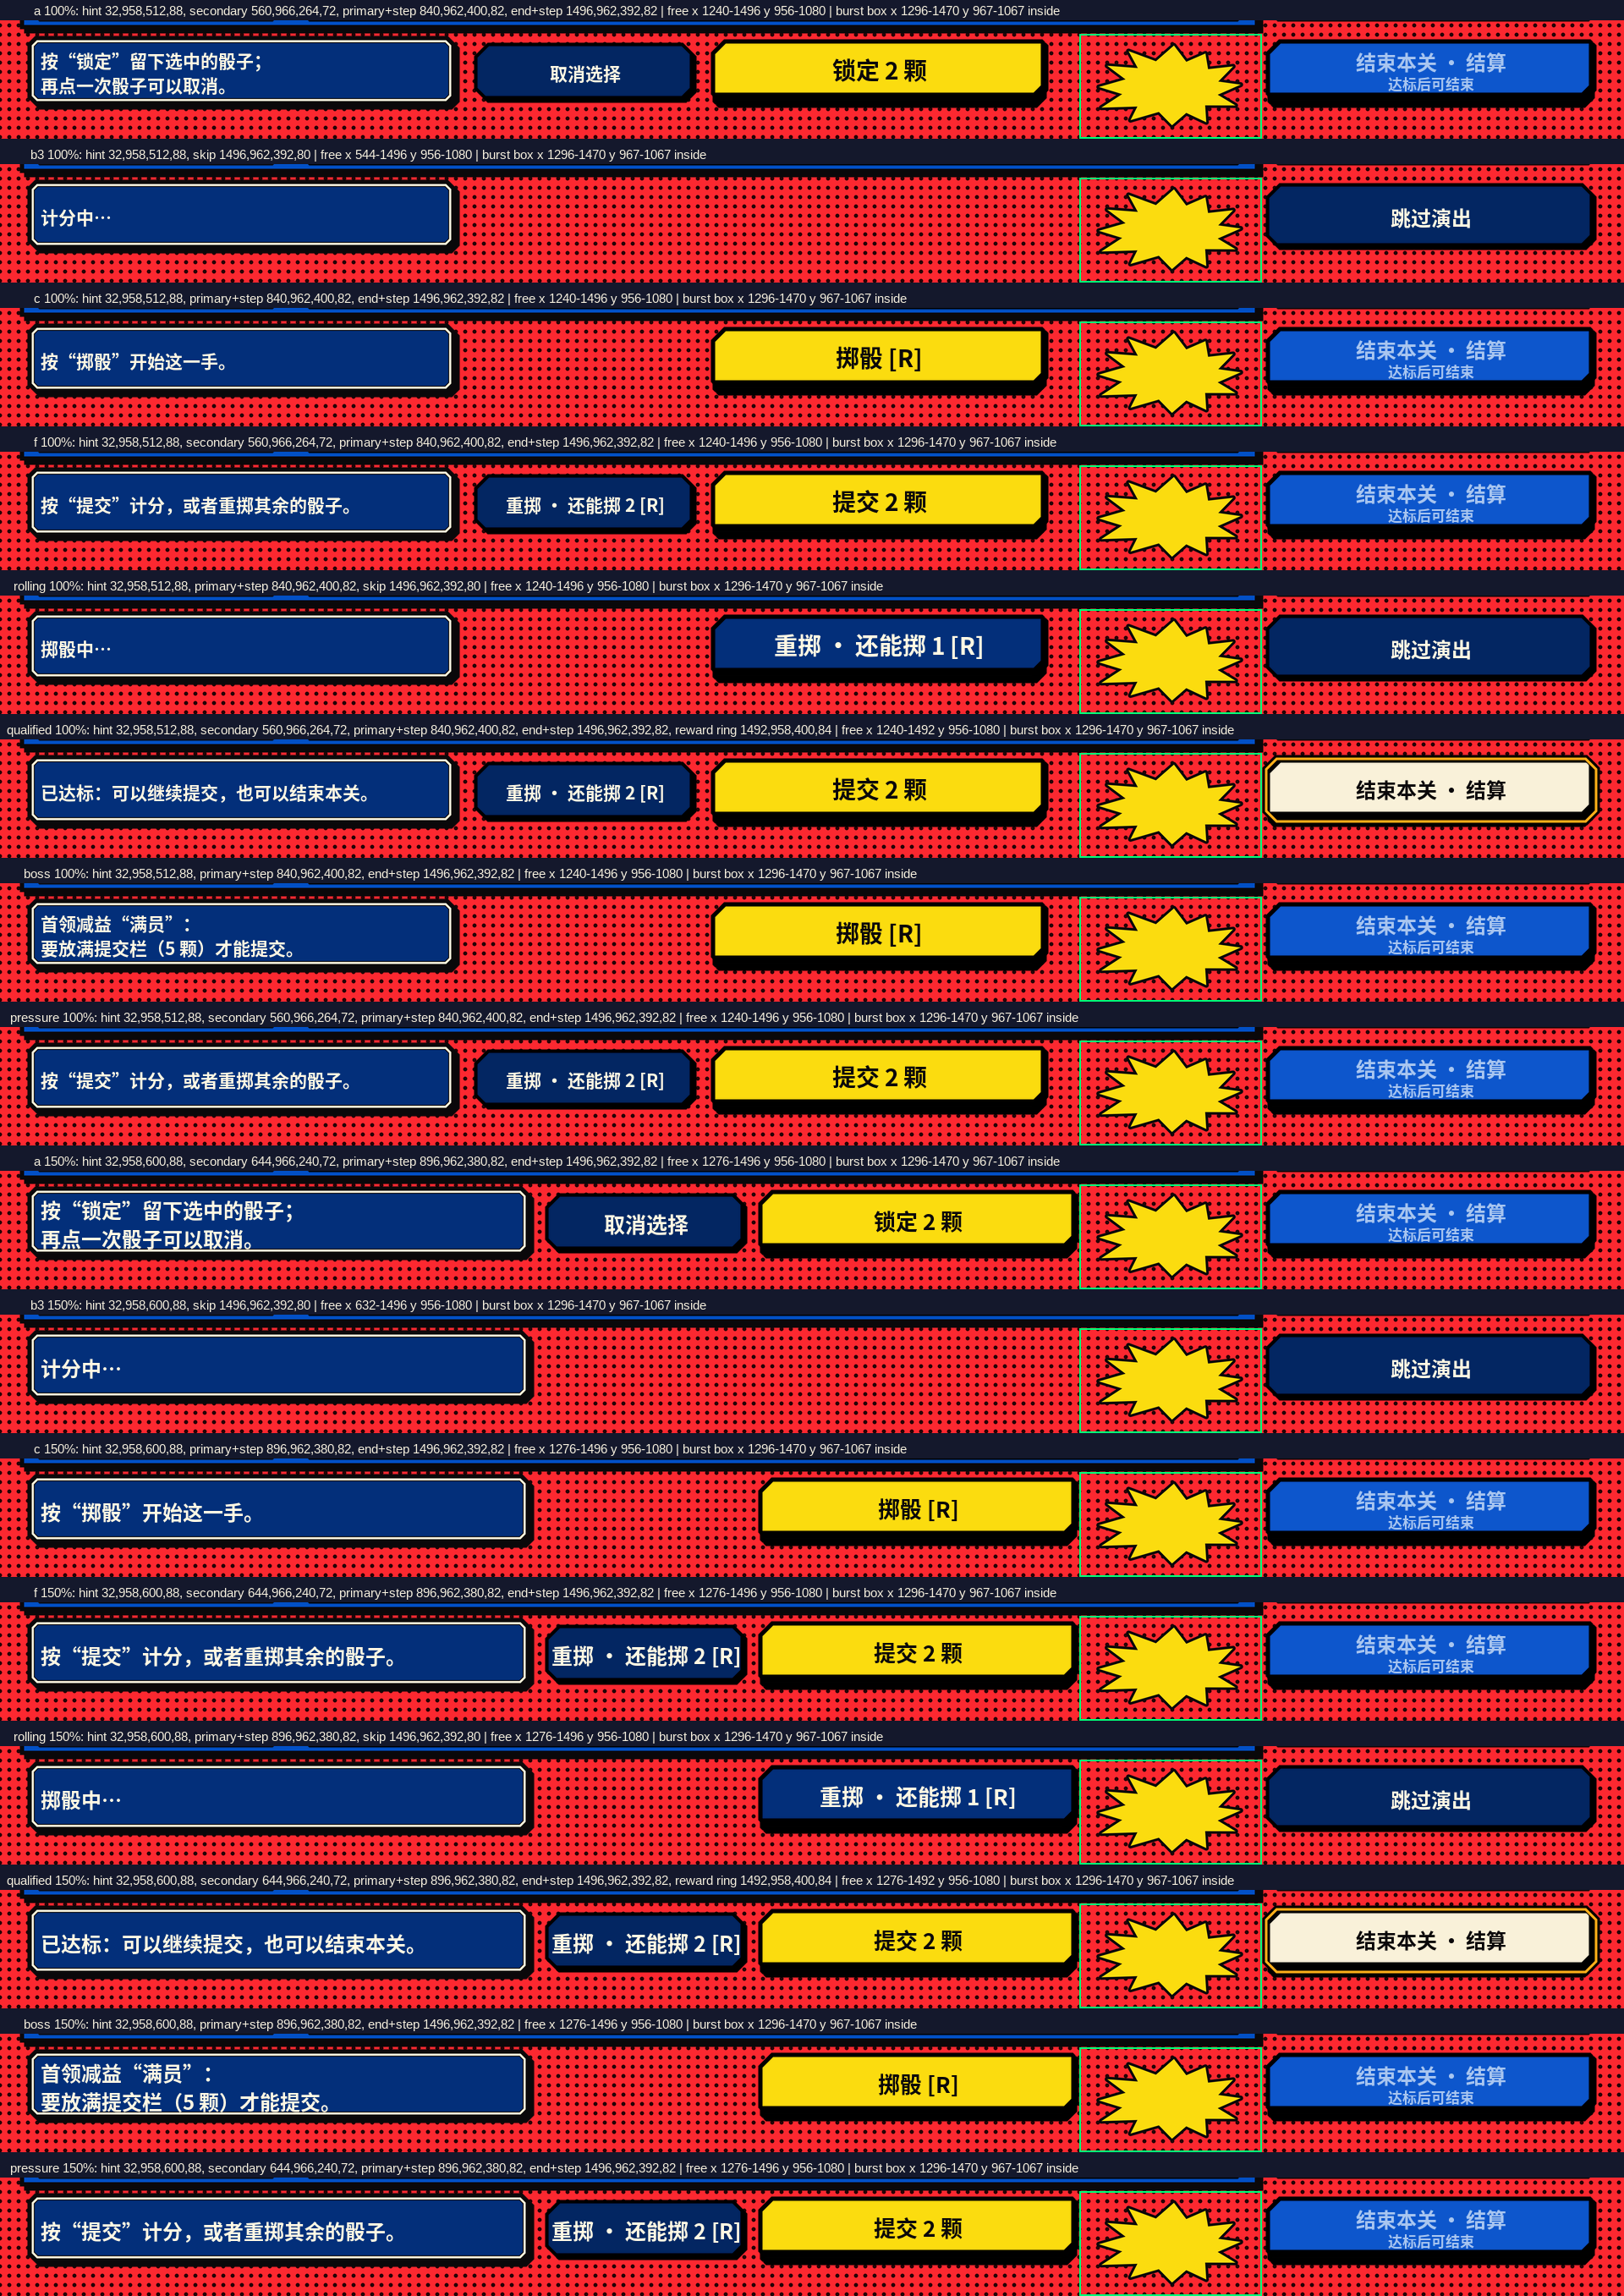 a 100%: hint 32,958,512,88, secondary 560,966,264,72, primary+step 840,962,400,82, end+step 1496,962,392,82 | free x 1240-1496 y 956-1080 | burst box x 1296-1470 y 967-1067 inside
按“锁定”留下选中的骰子；
再点一次骰子可以取消。
取消选择
锁定 2 颗
结束本关 · 结算
达标后可结束
b3 100%: hint 32,958,512,88, skip 1496,962,392,80 | free x 544-1496 y 956-1080 | burst box x 1296-1470 y 967-1067 inside
计分中…
跳过演出
c 100%: hint 32,958,512,88, primary+step 840,962,400,82, end+step 1496,962,392,82 | free x 1240-1496 y 956-1080 | burst box x 1296-1470 y 967-1067 inside
按“掷骰”开始这一手。
掷骰 [R]
结束本关 · 结算
达标后可结束
f 100%: hint 32,958,512,88, secondary 560,966,264,72, primary+step 840,962,400,82, end+step 1496,962,392,82 | free x 1240-1496 y 956-1080 | burst box x 1296-1470 y 967-1067 inside
按“提交”计分，或者重掷其余的骰子。
重掷 · 还能掷 2 [R]
提交 2 颗
结束本关 · 结算
达标后可结束
rolling 100%: hint 32,958,512,88, primary+step 840,962,400,82, skip 1496,962,392,80 | free x 1240-1496 y 956-1080 | burst box x 1296-1470 y 967-1067 inside
掷骰中…
重掷 · 还能掷 1 [R]
跳过演出
qualified 100%: hint 32,958,512,88, secondary 560,966,264,72, primary+step 840,962,400,82, end+step 1496,962,392,82, reward ring 1492,958,400,84 | free x 1240-1492 y 956-1080 | burst box x 1296-1470 y 967-1067 inside
已达标：可以继续提交，也可以结束本关。
重掷 · 还能掷 2 [R]
提交 2 颗
结束本关 · 结算
boss 100%: hint 32,958,512,88, primary+step 840,962,400,82, end+step 1496,962,392,82 | free x 1240-1496 y 956-1080 | burst box x 1296-1470 y 967-1067 inside
首领减益“满员”：
要放满提交栏（5 颗）才能提交。
掷骰 [R]
结束本关 · 结算
达标后可结束
pressure 100%: hint 32,958,512,88, secondary 560,966,264,72, primary+step 840,962,400,82, end+step 1496,962,392,82 | free x 1240-1496 y 956-1080 | burst box x 1296-1470 y 967-1067 inside
按“提交”计分，或者重掷其余的骰子。
重掷 · 还能掷 2 [R]
提交 2 颗
结束本关 · 结算
达标后可结束
a 150%: hint 32,958,600,88, secondary 644,966,240,72, primary+step 896,962,380,82, end+step 1496,962,392,82 | free x 1276-1496 y 956-1080 | burst box x 1296-1470 y 967-1067 inside
按“锁定”留下选中的骰子；
再点一次骰子可以取消。
取消选择
锁定 2 颗
结束本关 · 结算
达标后可结束
b3 150%: hint 32,958,600,88, skip 1496,962,392,80 | free x 632-1496 y 956-1080 | burst box x 1296-1470 y 967-1067 inside
计分中…
跳过演出
c 150%: hint 32,958,600,88, primary+step 896,962,380,82, end+step 1496,962,392,82 | free x 1276-1496 y 956-1080 | burst box x 1296-1470 y 967-1067 inside
按“掷骰”开始这一手。
掷骰 [R]
结束本关 · 结算
达标后可结束
f 150%: hint 32,958,600,88, secondary 644,966,240,72, primary+step 896,962,380,82, end+step 1496,962,392,82 | free x 1276-1496 y 956-1080 | burst box x 1296-1470 y 967-1067 inside
按“提交”计分，或者重掷其余的骰子。
重掷 · 还能掷 2 [R]
提交 2 颗
结束本关 · 结算
达标后可结束
rolling 150%: hint 32,958,600,88, primary+step 896,962,380,82, skip 1496,962,392,80 | free x 1276-1496 y 956-1080 | burst box x 1296-1470 y 967-1067 inside
掷骰中…
重掷 · 还能掷 1 [R]
跳过演出
qualified 150%: hint 32,958,600,88, secondary 644,966,240,72, primary+step 896,962,380,82, end+step 1496,962,392,82, reward ring 1492,958,400,84 | free x 1276-1492 y 956-1080 | burst box x 1296-1470 y 967-1067 inside
已达标：可以继续提交，也可以结束本关。
重掷 · 还能掷 2 [R]
提交 2 颗
结束本关 · 结算
boss 150%: hint 32,958,600,88, primary+step 896,962,380,82, end+step 1496,962,392,82 | free x 1276-1496 y 956-1080 | burst box x 1296-1470 y 967-1067 inside
首领减益“满员”：
要放满提交栏（5 颗）才能提交。
掷骰 [R]
结束本关 · 结算
达标后可结束
pressure 150%: hint 32,958,600,88, secondary 644,966,240,72, primary+step 896,962,380,82, end+step 1496,962,392,82 | free x 1276-1496 y 956-1080 | burst box x 1296-1470 y 967-1067 inside
按“提交”计分，或者重掷其余的骰子。
重掷 · 还能掷 2 [R]
提交 2 颗
结束本关 · 结算
达标后可结束